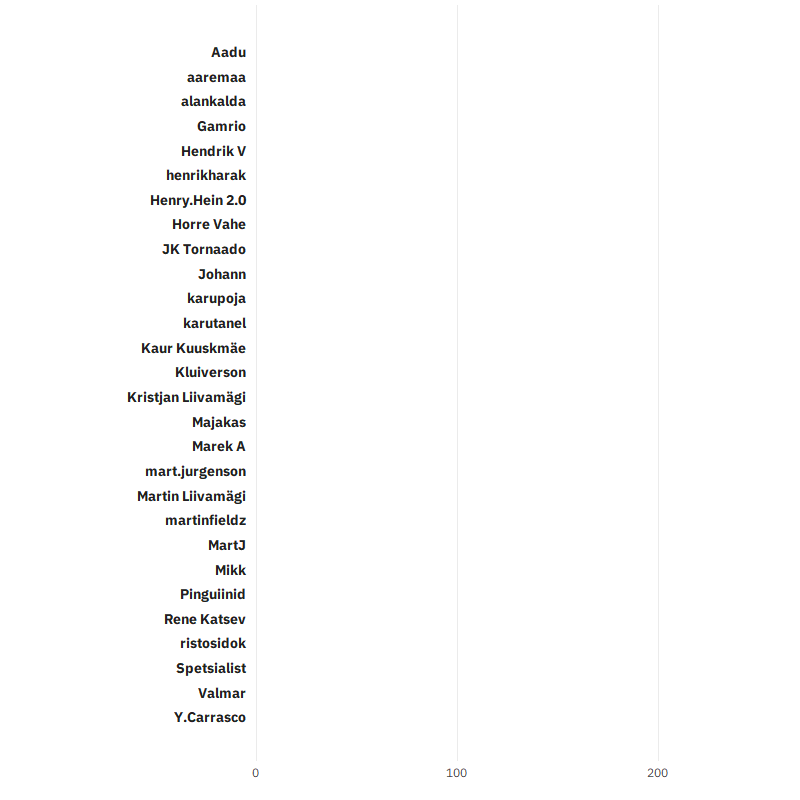 Aadu
aaremaa
alankalda
Gamrio
Hendrik V
henrikharak
Henry.Hein 2.0
Horre Vahe
JK Tornaado
Johann
karupoja
karutanel
Kaur Kuuskmäe
Kluiverson
Kristjan Liivamägi
Majakas
Marek A
mart.jurgenson
Martin Liivamägi
martinfieldz
MartJ
Mikk
Pinguiinid
Rene Katsev
ristosidok
Spetsialist
Valmar
Y.Carrasco
0 100 200